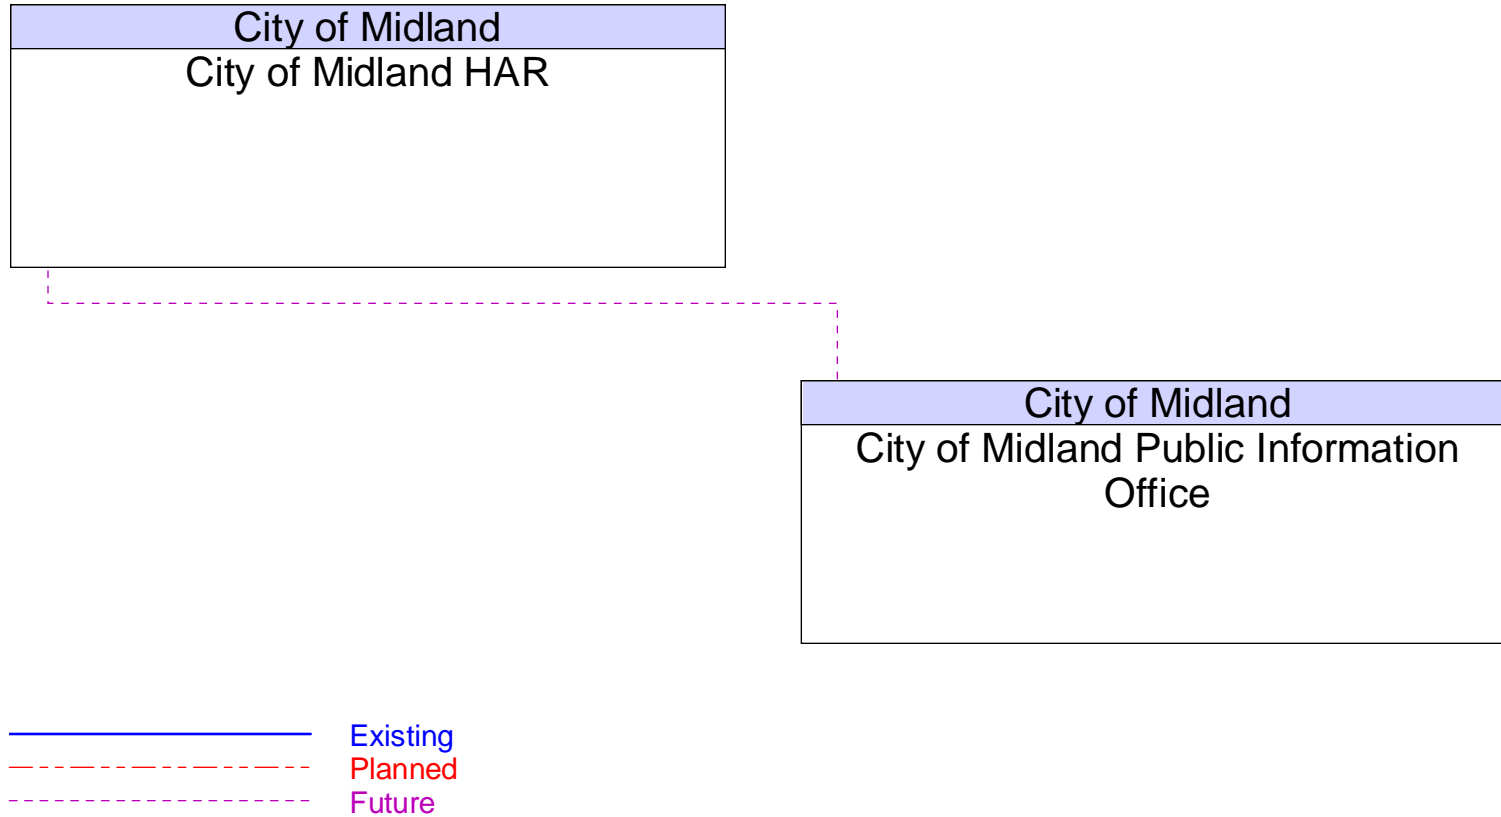 City of Midland
City of Midland HAR
City of Midland
City of Midland Public Information
Office
Existing
Planned
Future